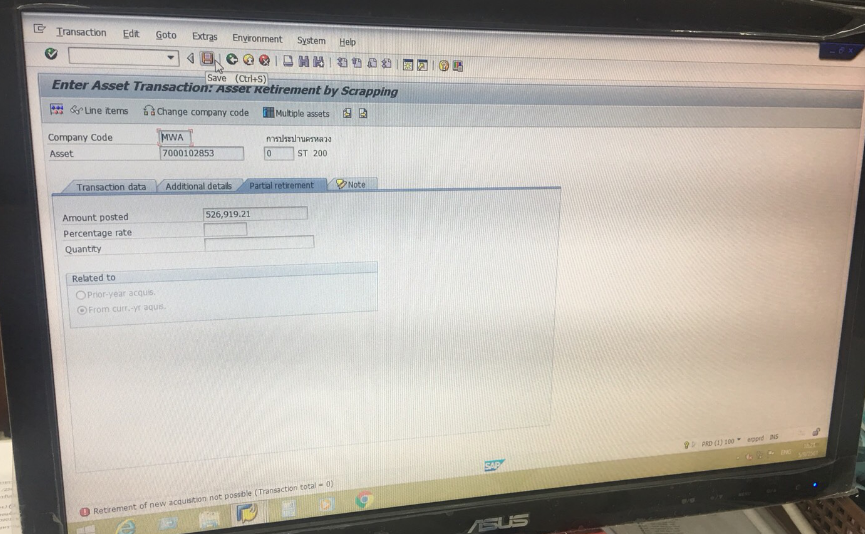 Transaction Edit Goto Extras Environment System Help
Save (Ctrl+S)
Enter Asset Transaction: Asset Retirement by Scrapping
Line items Change company code Multiple assets
Company Code MWA การประปานครหลวง
Asset 7000102853 0 ST 200
Transaction data Additional details Partial retirement Note
Amount posted 526,919.21
Percentage rate
Quantity
Related to
Prior-year acquis.
From curr.-yr aquis.
PRD (1) 100 INS
SAP
Retirement of new acquisition not possible (Transaction total = 0)
ASUS